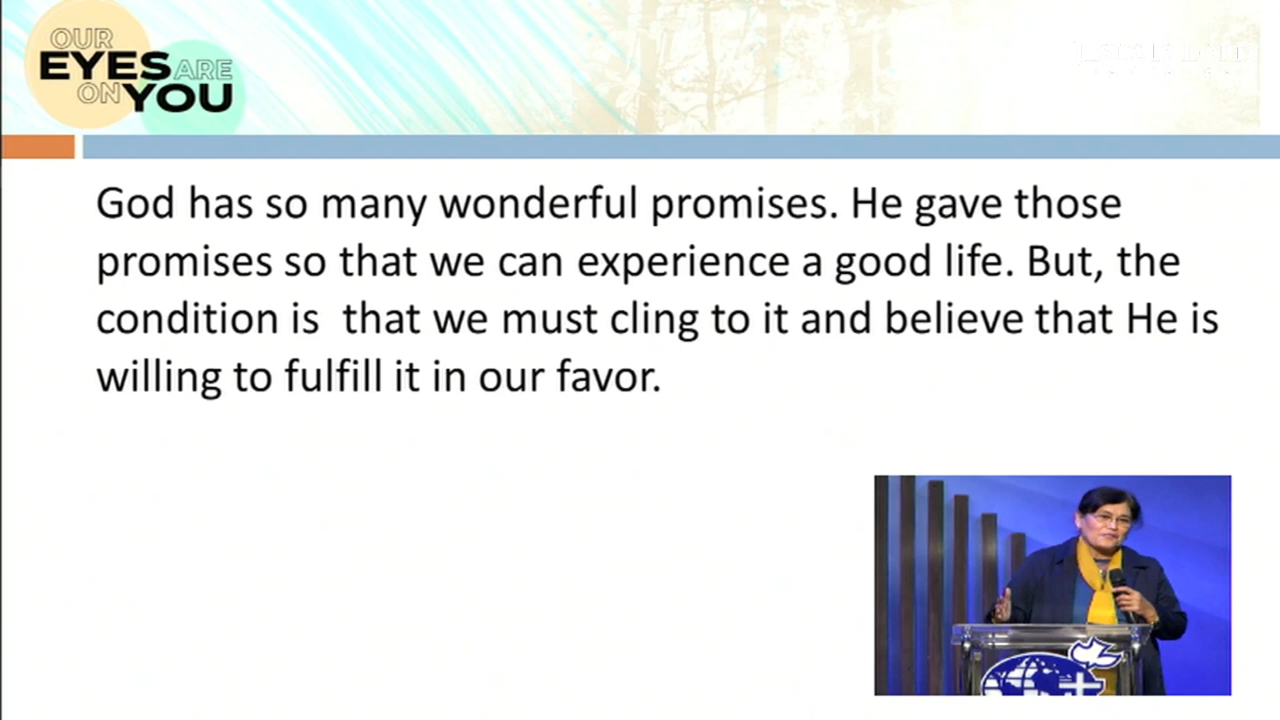 OUR
EYES ARE
ON YOU
God has so many wonderful promises. He gave those
promises so that we can experience a good life. But, the
condition is  that we must cling to it and believe that He is
willing to fulfill it in our favor.